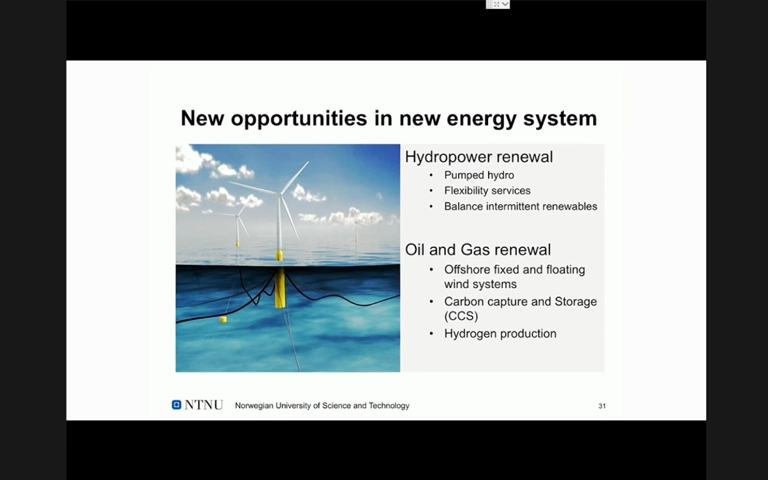 New opportunities in new energy system
Hydropower renewal
• Pumped hydro
• Flexibility services
• Balance intermittent renewables
Oil and Gas renewal
• Offshore fixed and floating
wind systems
• Carbon capture and Storage
(CCS)
• Hydrogen production
NTNU Norwegian University of Science and Technology 31